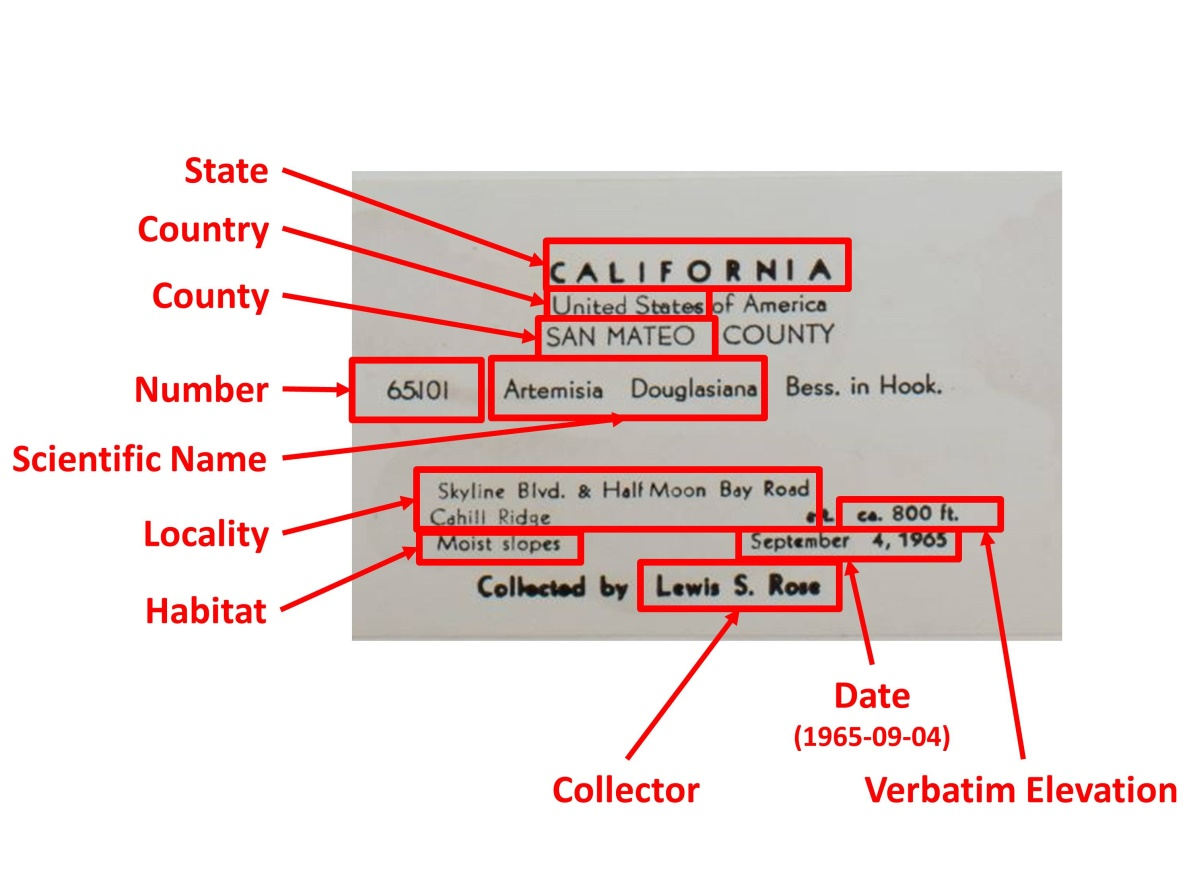 State
CALIFORNIA
Country
United States of America
County
SAN MATEO COUNTY
Number
65101 Artemisia Douglasiana Bess. in Hook.
Scientific Name
Skyline Blvd. & Half Moon Bay Road
Locality
Cahill Ridge ca. 800 ft.
Moist slopes September 4, 1965
Habitat
Collected by Lewis S. Rose
Date
(1965-09-04)
Collector
Verbatim Elevation